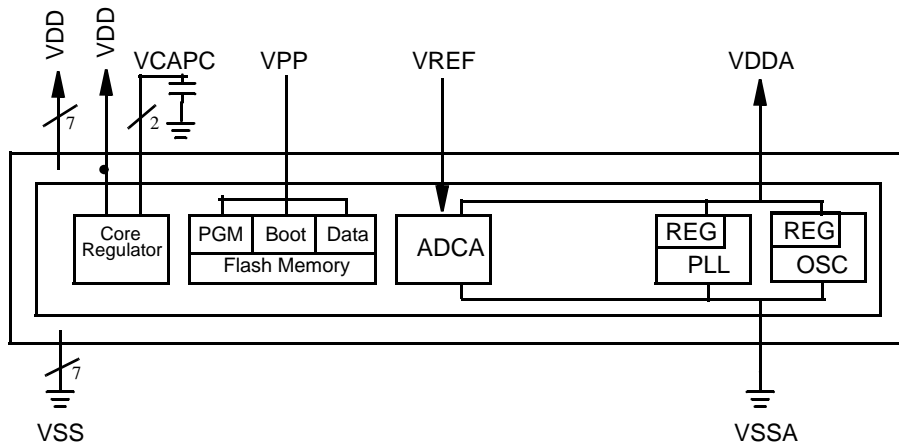 VDD
VDD
VCAPC
VPP
VREF
VDDA
7
2
Core
Regulator
PGM
Boot
Data
Flash Memory
ADCA
REG
PLL
REG
OSC
7
VSS
VSSA